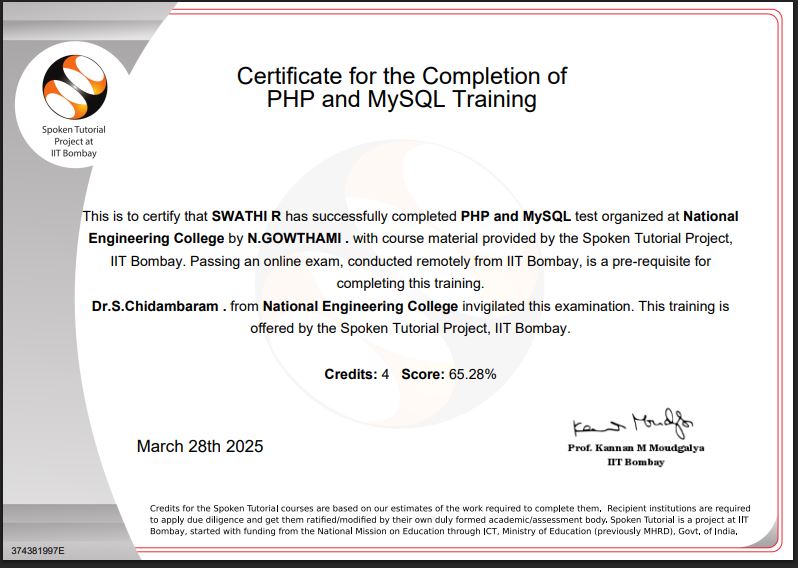 Spoken Tutorial
Project at
IIT Bombay
Certificate for the Completion of
PHP and MySQL Training
This is to certify that SWATHI R has successfully completed PHP and MySQL test organized at National
Engineering College by N.GOWTHAMI . with course material provided by the Spoken Tutorial Project,
IIT Bombay. Passing an online exam, conducted remotely from IIT Bombay, is a pre-requisite for
completing this training.
Dr.S.Chidambaram . from National Engineering College invigilated this examination. This training is
offered by the Spoken Tutorial Project, IIT Bombay.
Credits: 4 Score: 65.28%
March 28th 2025
Prof. Kannan M Moudgalya
IIT Bombay
Credits for the Spoken Tutorial courses are based on our estimates of the work required to complete them. Recipient institutions are required
to apply due diligence and get them ratified/modified by their own duly formed academic/assessment body. Spoken Tutorial is a project at IIT
Bombay, started with funding from the National Mission on Education through ICT, Ministry of Education (previously MHRD), Govt. of India.
374381997E